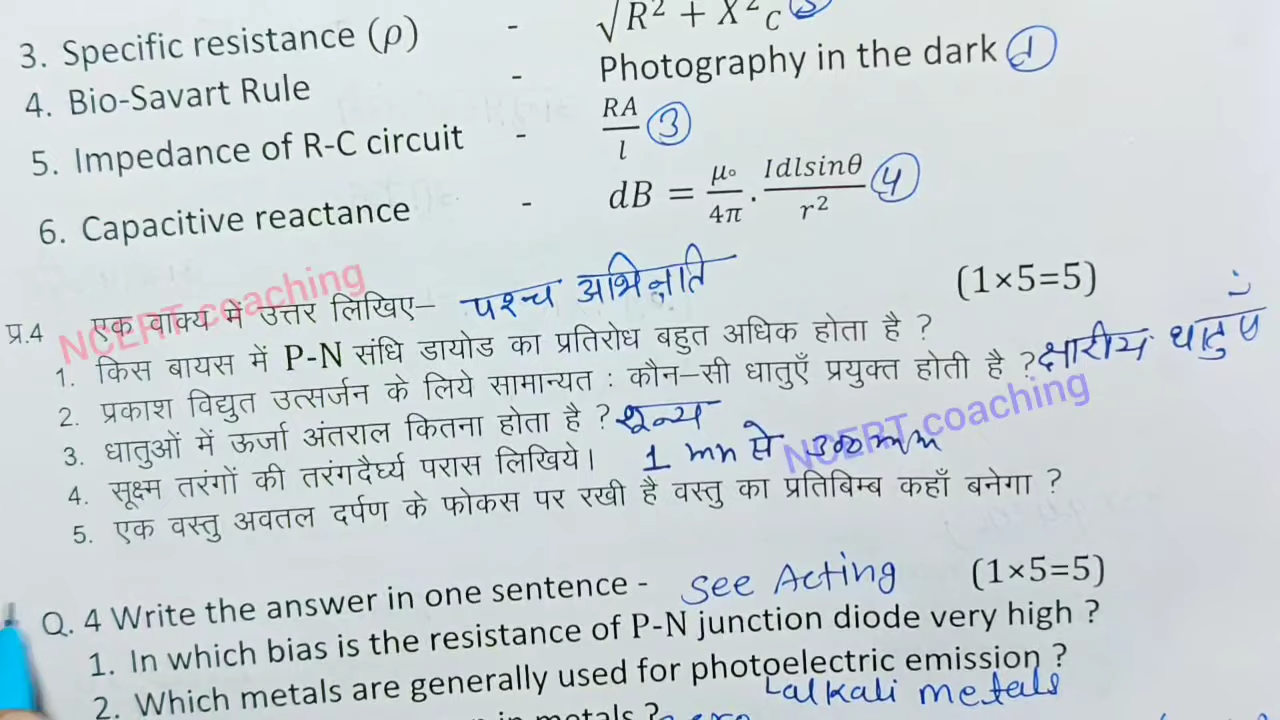 3. Specific resistance (ρ) - √R² + X²c
4. Bio-Savart Rule - Photography in the dark 1
5. Impedance of R-C circuit - RA/l 3
6. Capacitive reactance - dB = μ∘/4π . Idlsinθ/r² 4
NCERT coaching
प्र.4 एक वाक्य में उत्तर लिखिए– पश्च अभिनति (1×5=5)
1. किस बायस में P-N संधि डायोड का प्रतिरोध बहुत अधिक होता है ?
2. प्रकाश विद्युत उत्सर्जन के लिये सामान्यत : कौन–सी धातुएँ प्रयुक्त होती है ? क्षारीय धातुएं
3. धातुओं में ऊर्जा अंतराल कितना होता है ? शून्य
NCERT coaching
4. सूक्ष्म तरंगों की तरंगदैर्घ्य परास लिखिये। 1 mm से 300 mm
5. एक वस्तु अवतल दर्पण के फोकस पर रखी है वस्तु का प्रतिबिम्ब कहाँ बनेगा ?
Q. 4 Write the answer in one sentence - See Acting (1×5=5)
1. In which bias is the resistance of P-N junction diode very high ?
2. Which metals are generally used for photoelectric emission ?
alkali metals
in metals ?